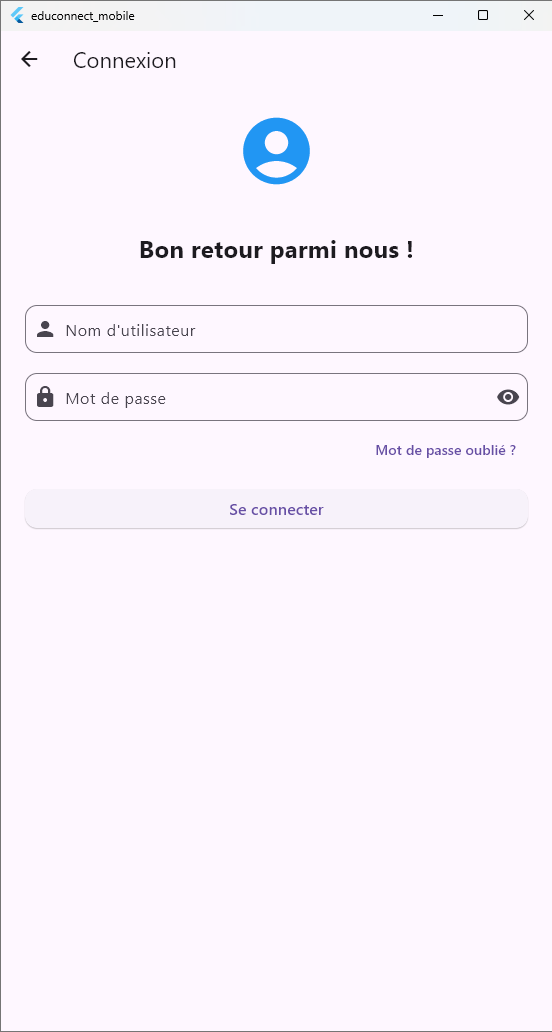 educonnect_mobile
Connexion
Bon retour parmi nous !
Nom d'utilisateur
Mot de passe
Mot de passe oublié ?
Se connecter